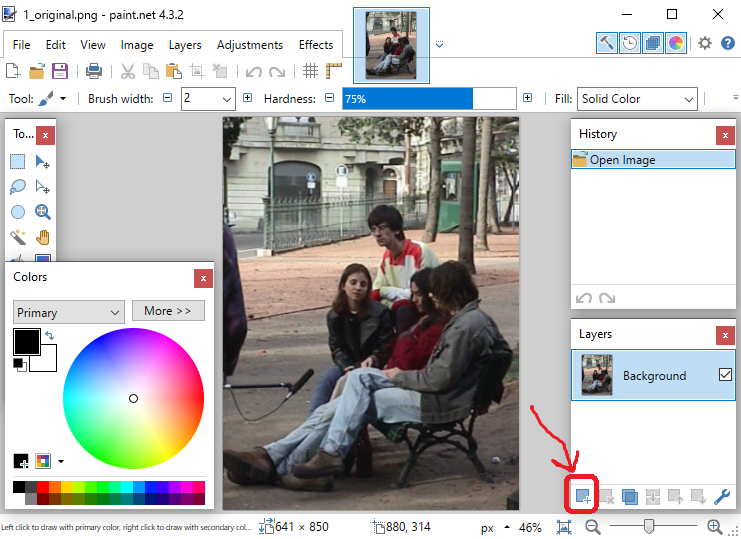 1_original.png - paint.net 4.3.2
File Edit View Image Layers Adjustments Effects
Tool: Brush width: 2 Hardness: 75% Fill: Solid Color
To...
History
Open Image
Colors
Primary More >>
Layers
Background
Left click to draw with primary color, right click to draw with secondary col... 641 × 850 880, 314 px 46%